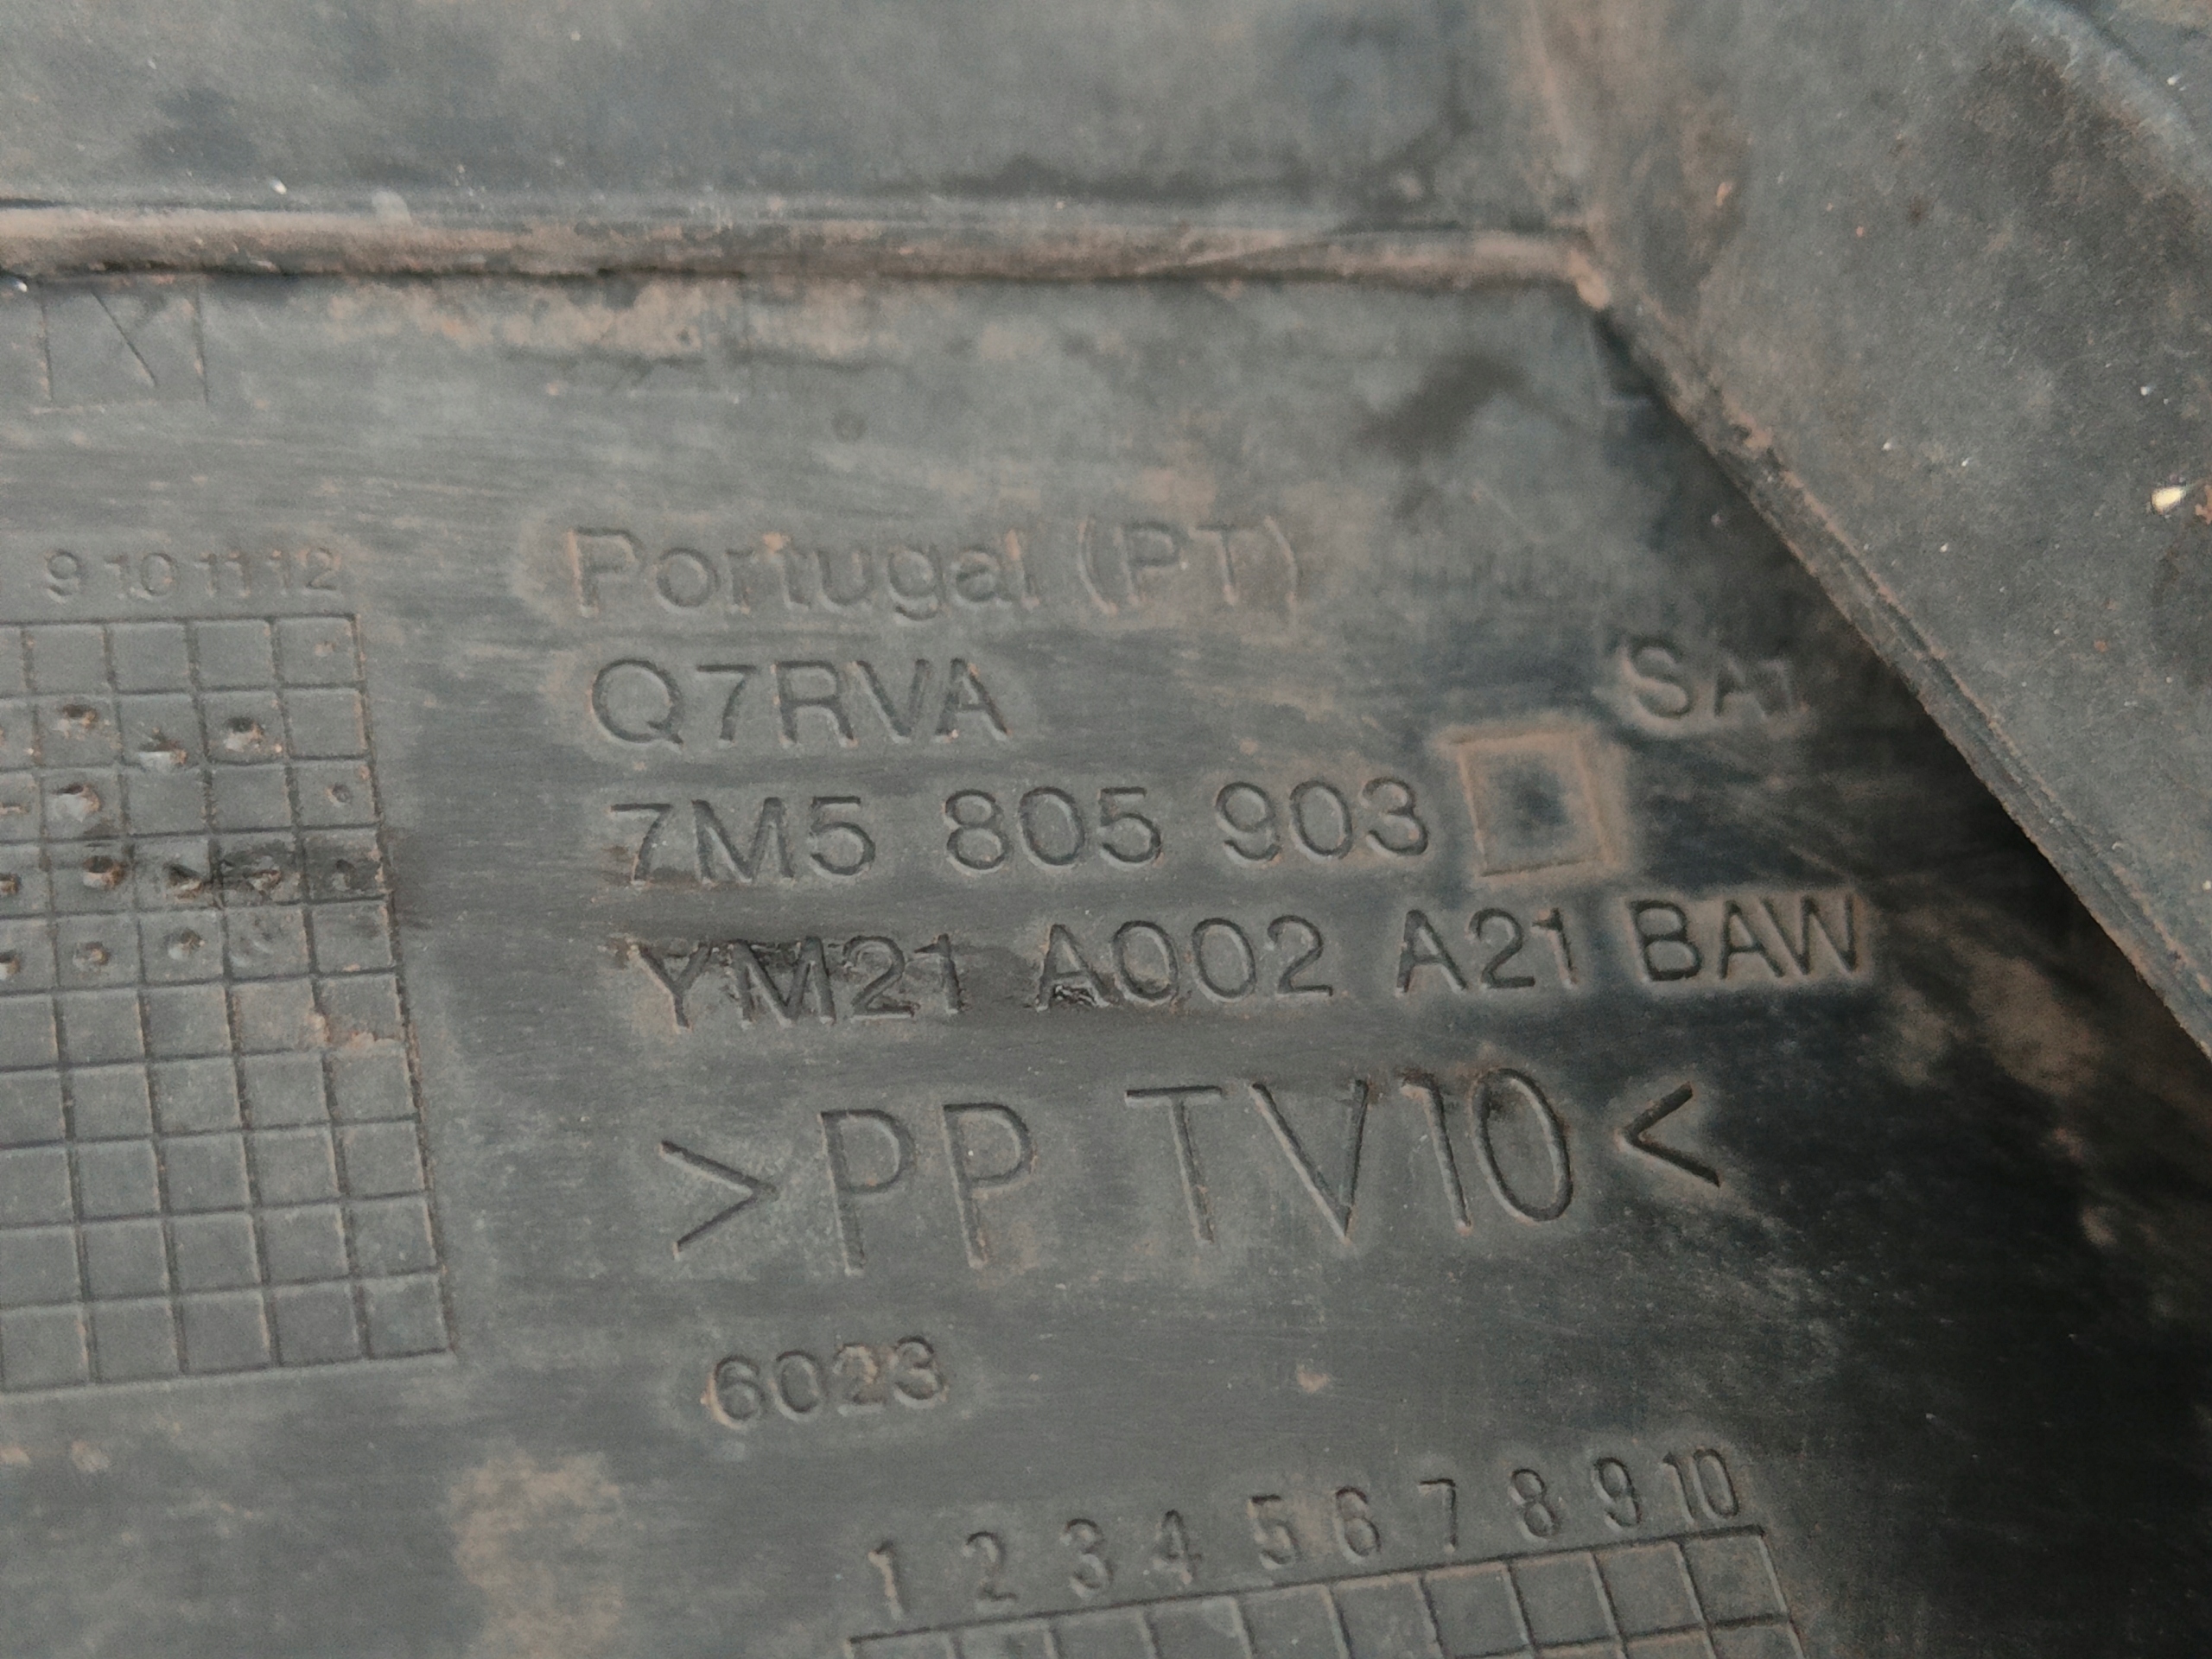 9 10 11 12
Portugal (PT)
Q7RVA
SAT
7M5 805 903
YM21 A002 A21 BAW
>PP TV10<
6023
1 2 3 4 5 6 7 8 9 10